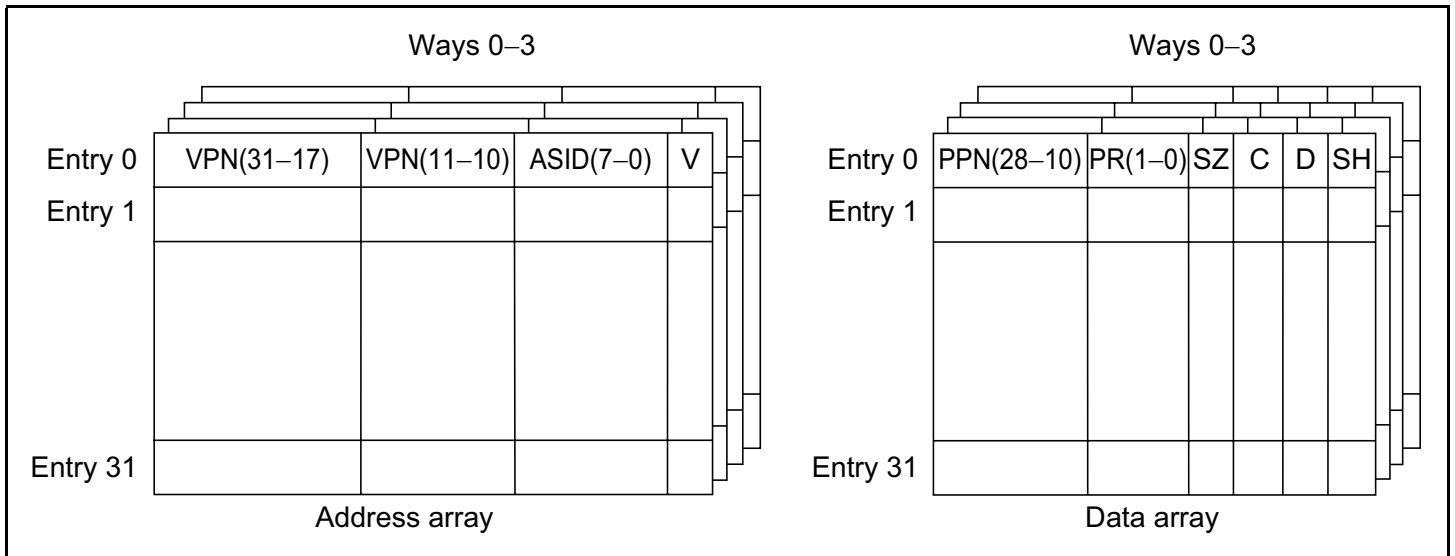 Ways 0–3
Entry 0 VPN(31–17) VPN(11–10) ASID(7–0) V
Entry 1
Entry 31
Address array
Ways 0–3
Entry 0 PPN(28–10) PR(1–0) SZ C D SH
Entry 1
Entry 31
Data array